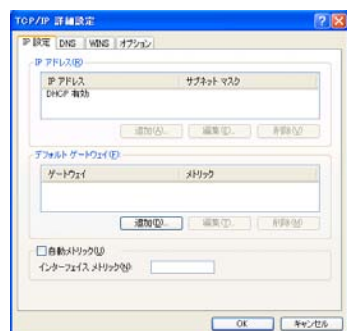 TCP/IP 詳細設定
IP 設定 DNS WINS オプション
IP アドレス(R)
IP アドレス サブネット マスク
DHCP 有効
追加(A)... 編集(E)... 削除(V)
デフォルト ゲートウェイ(F):
ゲートウェイ メトリック
追加(D)... 編集(T)... 削除(M)
自動メトリック(U)
インターフェイス メトリック(N):
OK キャンセル